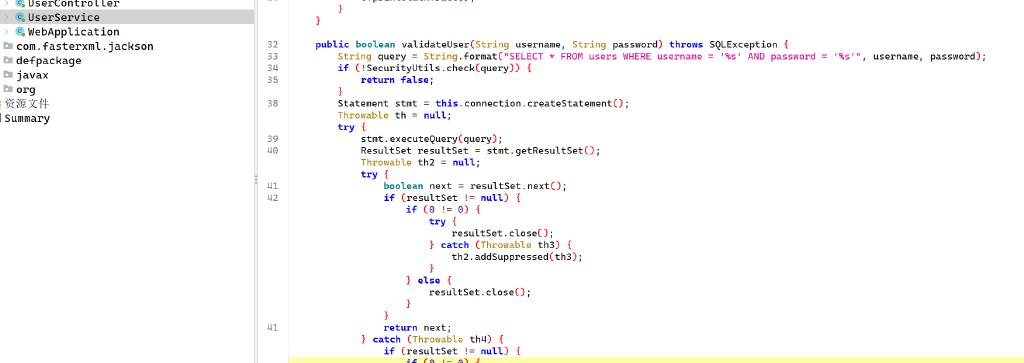 UserController
UserService
WebApplication
com.fasterxml.jackson
defpackage
javax
org
资源文件
Summary
}
}
32 public boolean validateUser(String username, String password) throws SQLException {
33 String query = String.format("SELECT * FROM users WHERE username = '%s' AND password = '%s'", username, password);
34 if (!SecurityUtils.check(query)) {
35 return false;
}
38 Statement stmt = this.connection.createStatement();
Throwable th = null;
try {
39 stmt.executeQuery(query);
40 ResultSet resultSet = stmt.getResultSet();
Throwable th2 = null;
try {
41 boolean next = resultSet.next();
42 if (resultSet != null) {
if (0 != 0) {
try {
resultSet.close();
} catch (Throwable th3) {
th2.addSuppressed(th3);
}
} else {
resultSet.close();
}
}
41 return next;
} catch (Throwable th4) {
if (resultSet != null) {
if (0 != 0) {